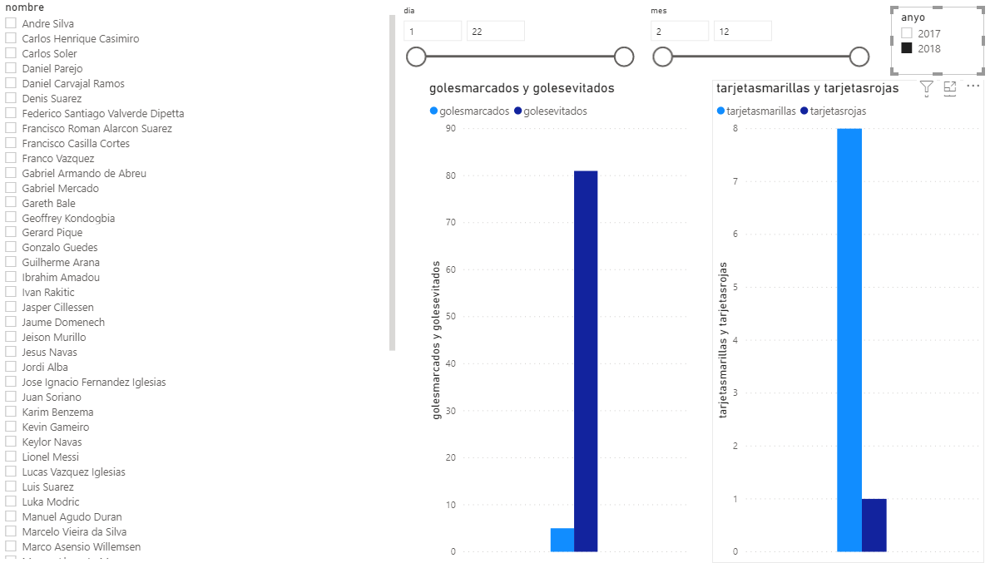 nombre
Andre Silva
Carlos Henrique Casimiro
Carlos Soler
Daniel Parejo
Daniel Carvajal Ramos
Denis Suarez
Federico Santiago Valverde Dipetta
Francisco Roman Alarcon Suarez
Francisco Casilla Cortes
Franco Vazquez
Gabriel Armando de Abreu
Gabriel Mercado
Gareth Bale
Geoffrey Kondogbia
Gerard Pique
Gonzalo Guedes
Guilherme Arana
Ibrahim Amadou
Ivan Rakitic
Jasper Cillessen
Jaume Domenech
Jeison Murillo
Jesus Navas
Jordi Alba
Jose Ignacio Fernandez Iglesias
Juan Soriano
Karim Benzema
Kevin Gameiro
Keylor Navas
Lionel Messi
Lucas Vazquez Iglesias
Luis Suarez
Luka Modric
Manuel Agudo Duran
Marcelo Vieira da Silva
Marco Asensio Willemsen
dia
1
22
mes
2
12
anyo
2017
2018
golesmarcados y golesevitados
golesmarcados
golesevitados
golesmarcados y golesevitados
90
80
70
60
50
40
30
20
10
0
tarjetasmarillas y tarjetasrojas
tarjetasmarillas
tarjetasrojas
tarjetasmarillas y tarjetasrojas
8
7
6
5
4
3
2
1
0